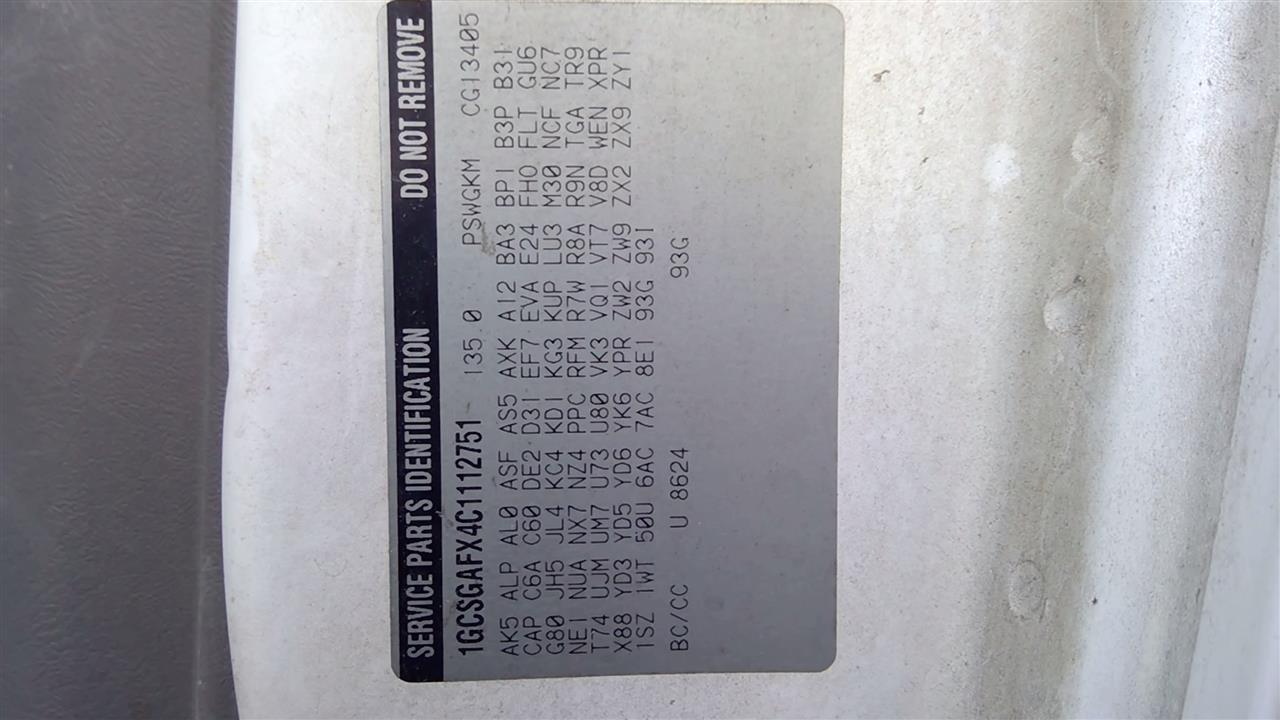 SERVICE PARTS IDENTIFICATION DO NOT REMOVE
1GCSGAFX4C1112751 135.0 PSWGKM CG13405
AK5 ALP AL0 ASF AS5 AXK A12 BA3 BP1 B3P B31
CAP C6A C60 DE2 D31 EF7 EVA E24 FHO FLT GU6
G80 JH5 JL4 KC4 KD1 KG3 KUP LU3 M30 NCF NC7
NE1 NUA NX7 NZ4 PPC RFM R7W R8A R9N TGA TR9
T74 UJM UM7 U73 U80 VK3 VQ1 VT7 V8D WEN XPR
X88 YD3 YD5 YD6 YK6 YPR ZW2 ZW9 ZX2 ZX9 ZY1
1SZ 1WT 50U 6AC 7AC 8E1 93G 93I
BC/CC U 8624 93G